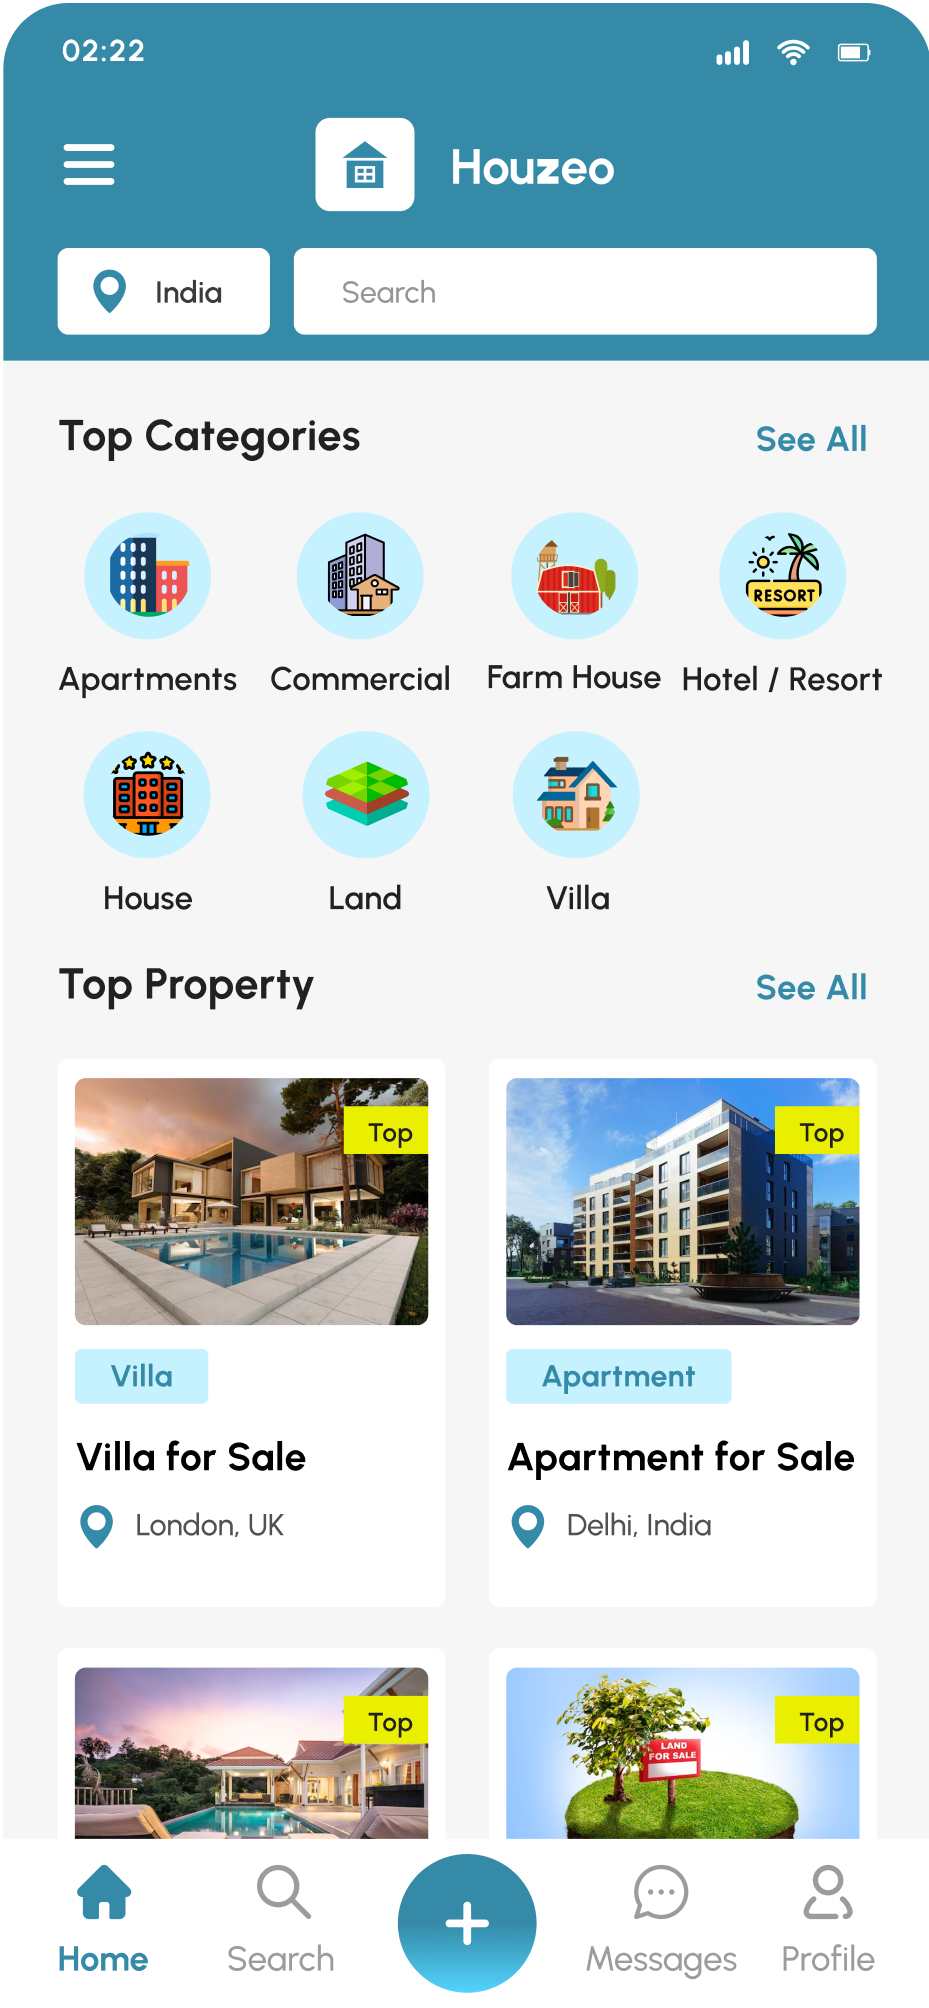 02:22
Houzeo
India
Search
Top Categories
See All
RESORT
Apartments
Commercial
Farm House
Hotel / Resort
House
Land
Villa
Top Property
See All
Top
Top
Villa
Apartment
Villa for Sale
Apartment for Sale
London, UK
Delhi, India
Top
Top
LAND
FOR SALE
Home
Search
Messages
Profile